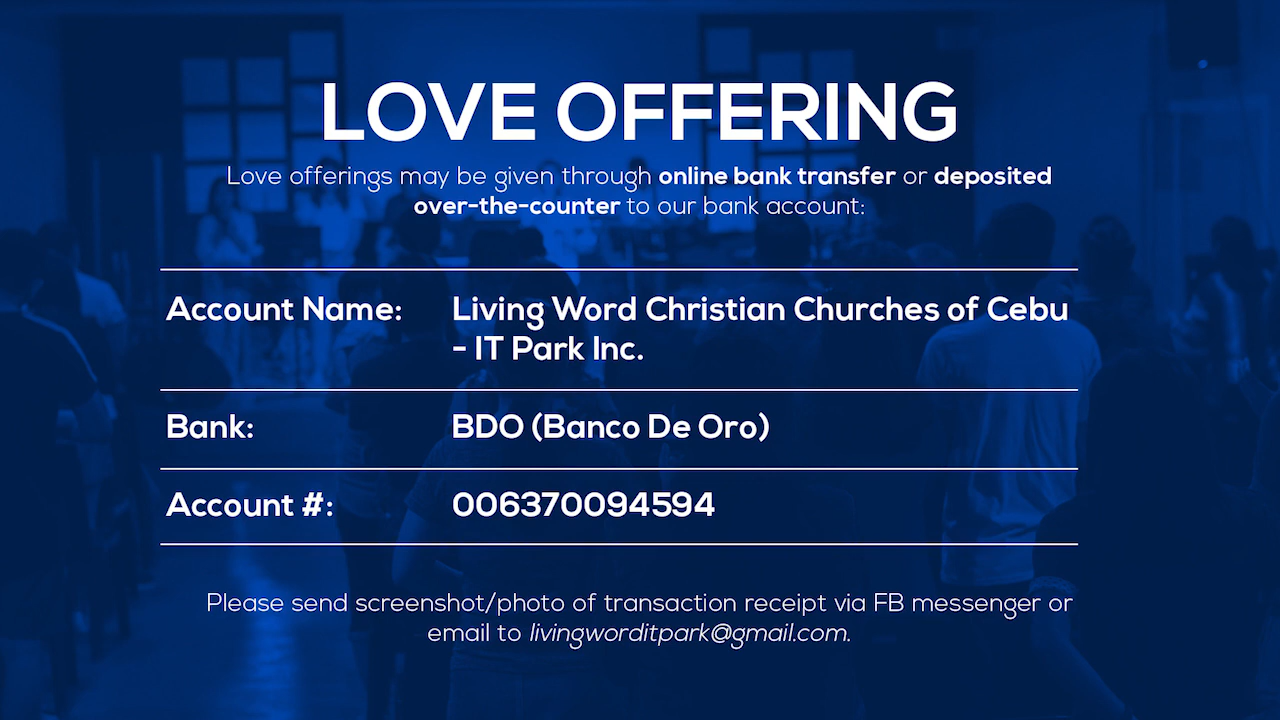 LOVE OFFERING
Love offerings may be given through online bank transfer or deposited
over-the-counter to our bank account:
Account Name: Living Word Christian Churches of Cebu
- IT Park Inc.
Bank: BDO (Banco De Oro)
Account #: 006370094594
Please send screenshot/photo of transaction receipt via FB messenger or
email to livingworditpark@gmail.com.